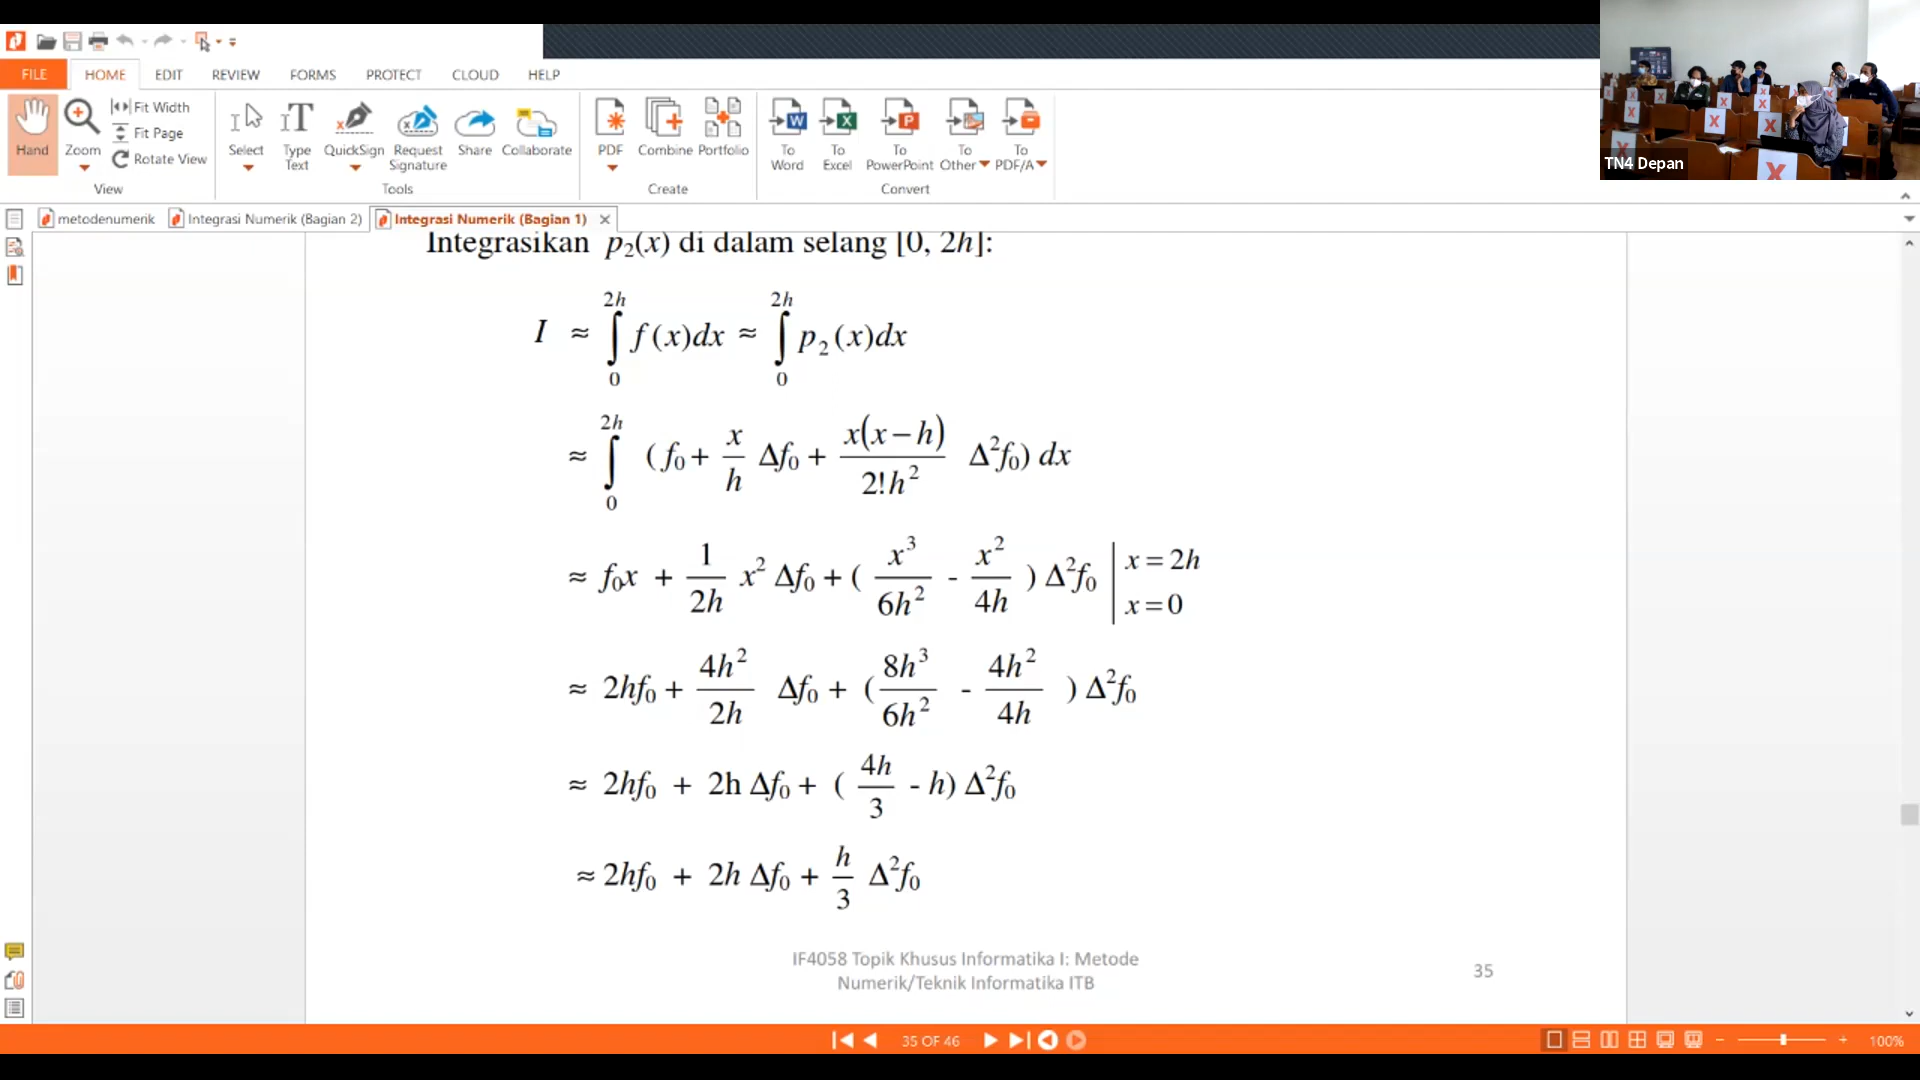 FILE HOME EDIT REVIEW FORMS PROTECT CLOUD HELP
Hand
Zoom
Fit Width
Fit Page
Rotate View
View
Select
Type Text
QuickSign
Request Signature
Share
Collaborate
Tools
PDF
Combine
Portfolio
Create
To Word
To Excel
To PowerPoint
To Other
To PDF/A
Convert
TN4 Depan
metodenumerik
Integrasi Numerik (Bagian 2)
Integrasi Numerik (Bagian 1)
Integrasikan p₂(x) di dalam selang [0, 2h]:
I ≈ ∫₀²ʰ f(x)dx ≈ ∫₀²ʰ p₂(x)dx
≈ ∫₀²ʰ (f₀ + x/h Δf₀ + x(x−h)/2!h² Δ²f₀) dx
≈ f₀x + 1/2h x² Δf₀ + ( x³/6h² - x²/4h ) Δ²f₀ | x = 2h x = 0
≈ 2hf₀ + 4h²/2h Δf₀ + (8h³/6h² - 4h²/4h ) Δ²f₀
≈ 2hf₀ + 2h Δf₀ + ( 4h/3 - h) Δ²f₀
≈ 2hf₀ + 2h Δf₀ + h/3 Δ²f₀
IF4058 Topik Khusus Informatika I: Metode
Numerik/Teknik Informatika ITB
35
35 OF 46
100%